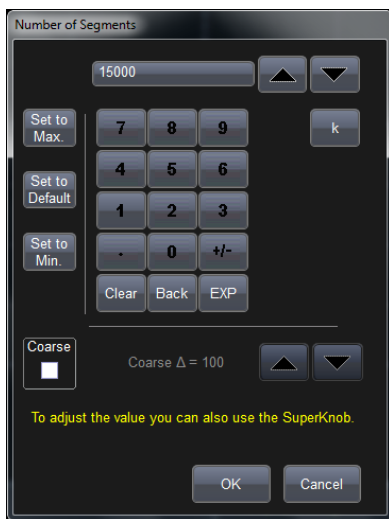 Number of Segments
15000
Set to
Max.
7 8 9 k
4 5 6
Set to
Default
1 2 3
Set to
Min.
. 0 +/-
Clear Back EXP
Coarse
Coarse Δ = 100
To adjust the value you can also use the SuperKnob.
OK Cancel